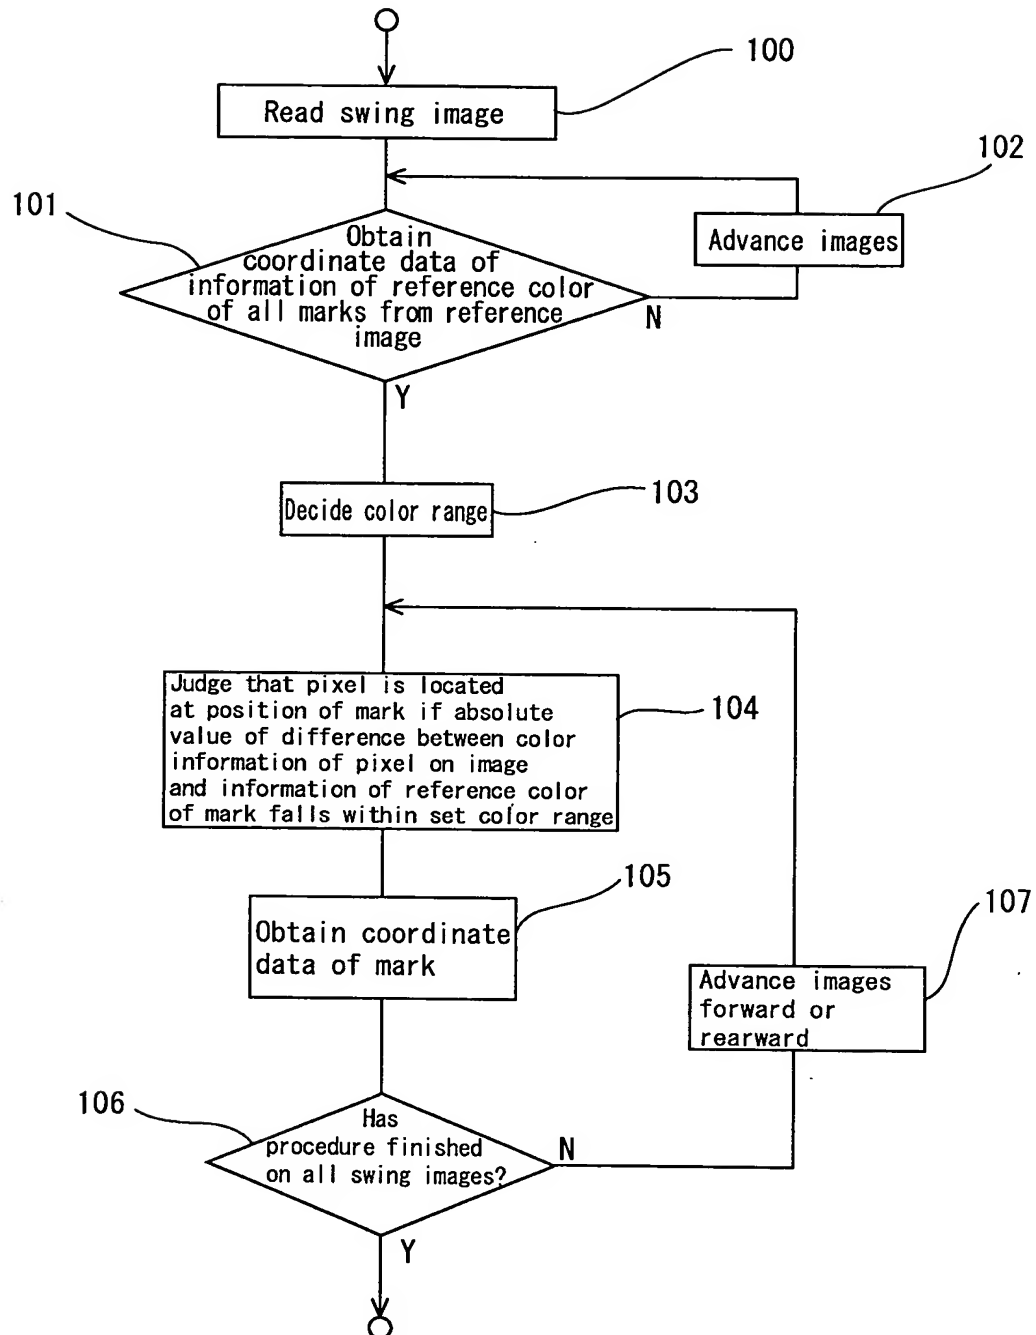 100
Read swing image
102
101
Advance images
Obtain
coordinate data of
information of reference color
of all marks from reference
image
N
Y
103
Decide color range
Judge that pixel is located
at position of mark if absolute
value of difference between color
information of pixel on image
and information of reference color
of mark falls within set color range
104
105
Obtain coordinate
data of mark
107
Advance images
forward or
rearward
106
Has
procedure finished
on all swing images?
N
Y